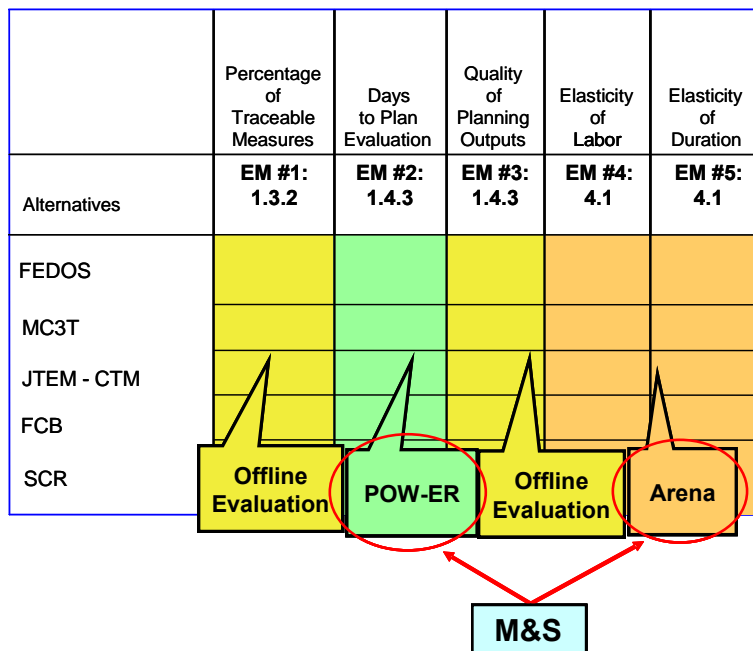 Percentage
of
Traceable
Measures
Days
to Plan
Evaluation
Quality
of
Planning
Outputs
Elasticity
of
Labor
Elasticity
of
Duration
Alternatives
EM #1:
1.3.2
EM #2:
1.4.3
EM #3:
1.4.3
EM #4:
4.1
EM #5:
4.1
FEDOS
MC3T
JTEM - CTM
FCB
SCR
Offline
Evaluation
POW-ER
Offline
Evaluation
Arena
M&S